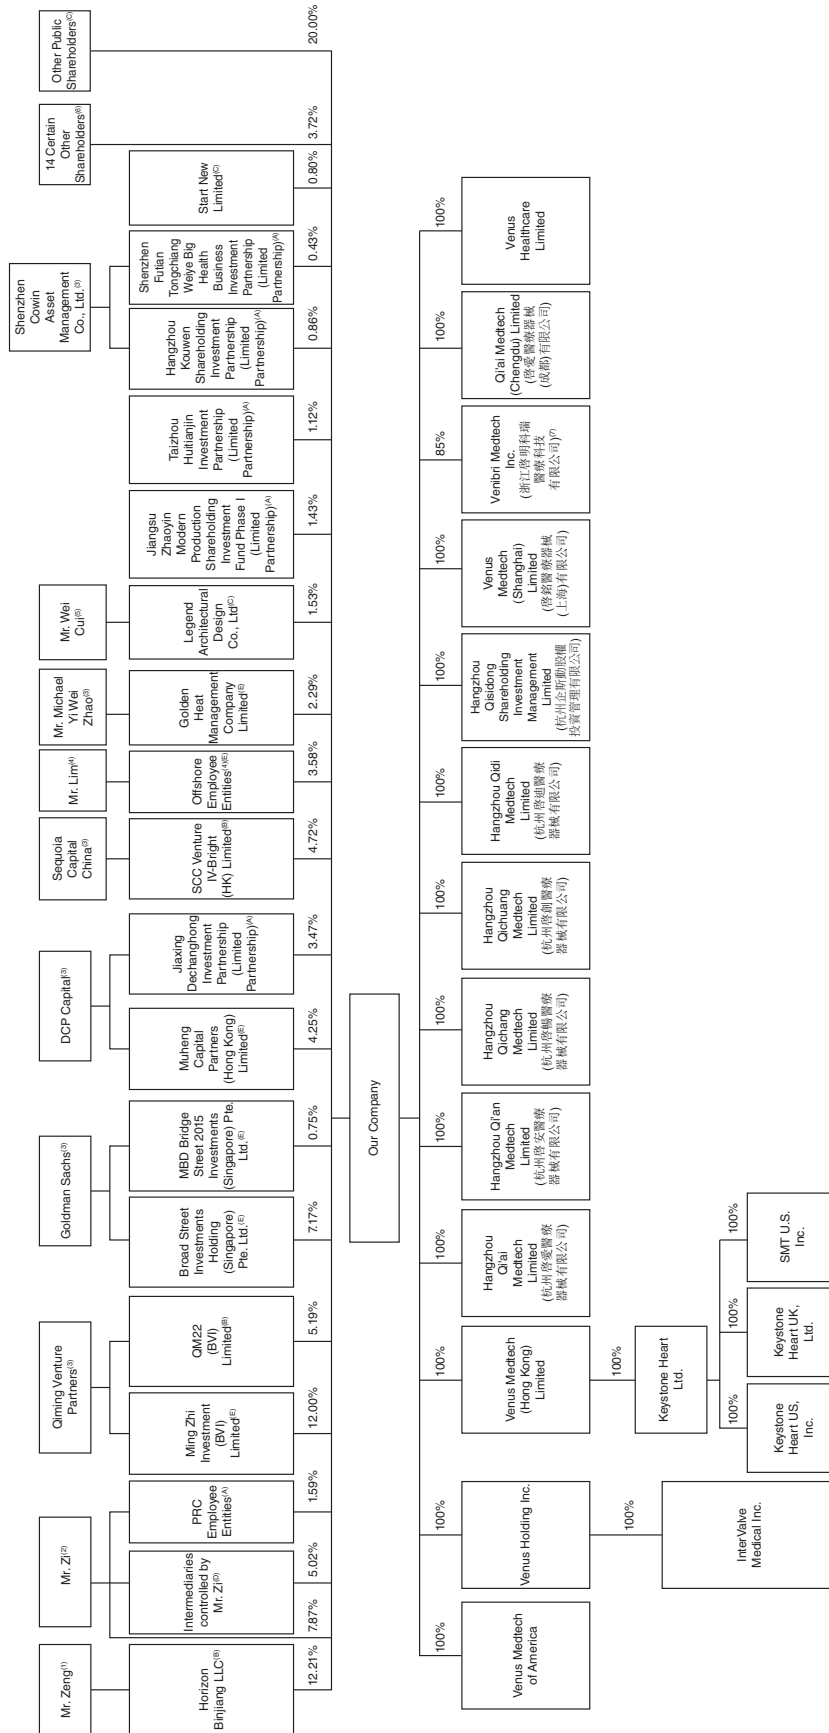 Mr. Zeng(1)
Mr. Zi(2)
Qiming Venture
Partners(3)
Goldman Sachs(3)
DCP Capital(3)
Sequoia
Capital
China(3)
Mr. Lim(4)
Mr. Michael
Yi Wei
Zhao(3)
Mr. Wei
Cui(5)
Shenzhen
Cowin
Asset
Management
Co., Ltd.(3)
14 Certain
Other
Shareholders(6)
Other Public
Shareholders(C)
Horizon
Binjiang LLC(B)
Intermediaries
controlled by
Mr. Zi(D)
PRC
Employee
Entities(A)
Ming Zhi
Investment
(BVI)
Limited(E)
QM22
(BVI)
Limited(B)
Broad Street
Investments
Holding
(Singapore)
Pte. Ltd.(E)
MBD Bridge
Street 2015
Investments
(Singapore) Pte.
Ltd.(E)
Muheng
Capital
Partners
(Hong Kong)
Limited(E)
Jiaxing
Dechanghong
Investment
Partnership
(Limited
Partnership)(A)
SCC Venture
IV-Bright
(HK) Limited(B)
Offshore
Employee
Entities(4)(E)
Golden
Heat
Management
Company
Limited(E)
Legend
Architectural
Design
Co., Ltd(C)
Jiangsu
Zhaoyin
Modern
Production
Shareholding
Investment
Fund Phase I
(Limited
Partnership)(A)
Taizhou
Huitianjin
Investment
Partnership
(Limited
Partnership)(A)
Hangzhou
Kouwen
Shareholding
Investment
Partnership
(Limited
Partnership)(A)
Shenzhen
Futian
Tongchiang
Weiye Big
Health
Business
Investment
Partnership
(Limited
Partnership)(A)
Start New
Limited(C)
12.21%
7.87%
5.02%
1.59%
12.00%
5.19%
7.17%
0.75%
4.25%
3.47%
4.72%
3.58%
2.29%
1.53%
1.43%
1.12%
0.86%
0.43%
0.80%
3.72%
20.00%
Our Company
100%
100%
100%
100%
100%
100%
100%
100%
100%
100%
85%
100%
100%
Venus Medtech
of America
Venus Holding Inc.
Venus Medtech
(Hong Kong)
Limited
Hangzhou
Qi'ai
Medtech
Limited
(杭州啓愛醫療
器械有限公司)
Hangzhou Qi'an
Medtech
Limited
(杭州啓安醫療
器械有限公司)
Hangzhou
Qichang
Medtech
Limited
(杭州啓暢醫療
器械有限公司)
Hangzhou
Qichuang
Medtech
Limited
(杭州啓創醫療
器械有限公司)
Hangzhou Qidi
Medtech
Limited
(杭州啓迪醫療
器械有限公司)
Hangzhou
Qisidong
Shareholding
Investment
Management
Limited
(杭州企斯動股權
投資管理有限公司)
Venus
Medtech
(Shanghai)
Limited
(啓銘醫療器械
(上海)有限公司)
Venibri Medtech
Inc.
(浙江啓明科瑞
醫療科技
有限公司)(7)
Qi'ai Medtech
(Chengdu) Limited
(啓愛醫療器械
(成都)有限公司)
Venus
Healthcare
Limited
100%
100%
InterValve
Medical Inc.
Keystone Heart
Ltd.
100%
100%
100%
Keystone
Heart US,
Inc.
Keystone
Heart UK,
Ltd.
SMT U.S.
Inc.